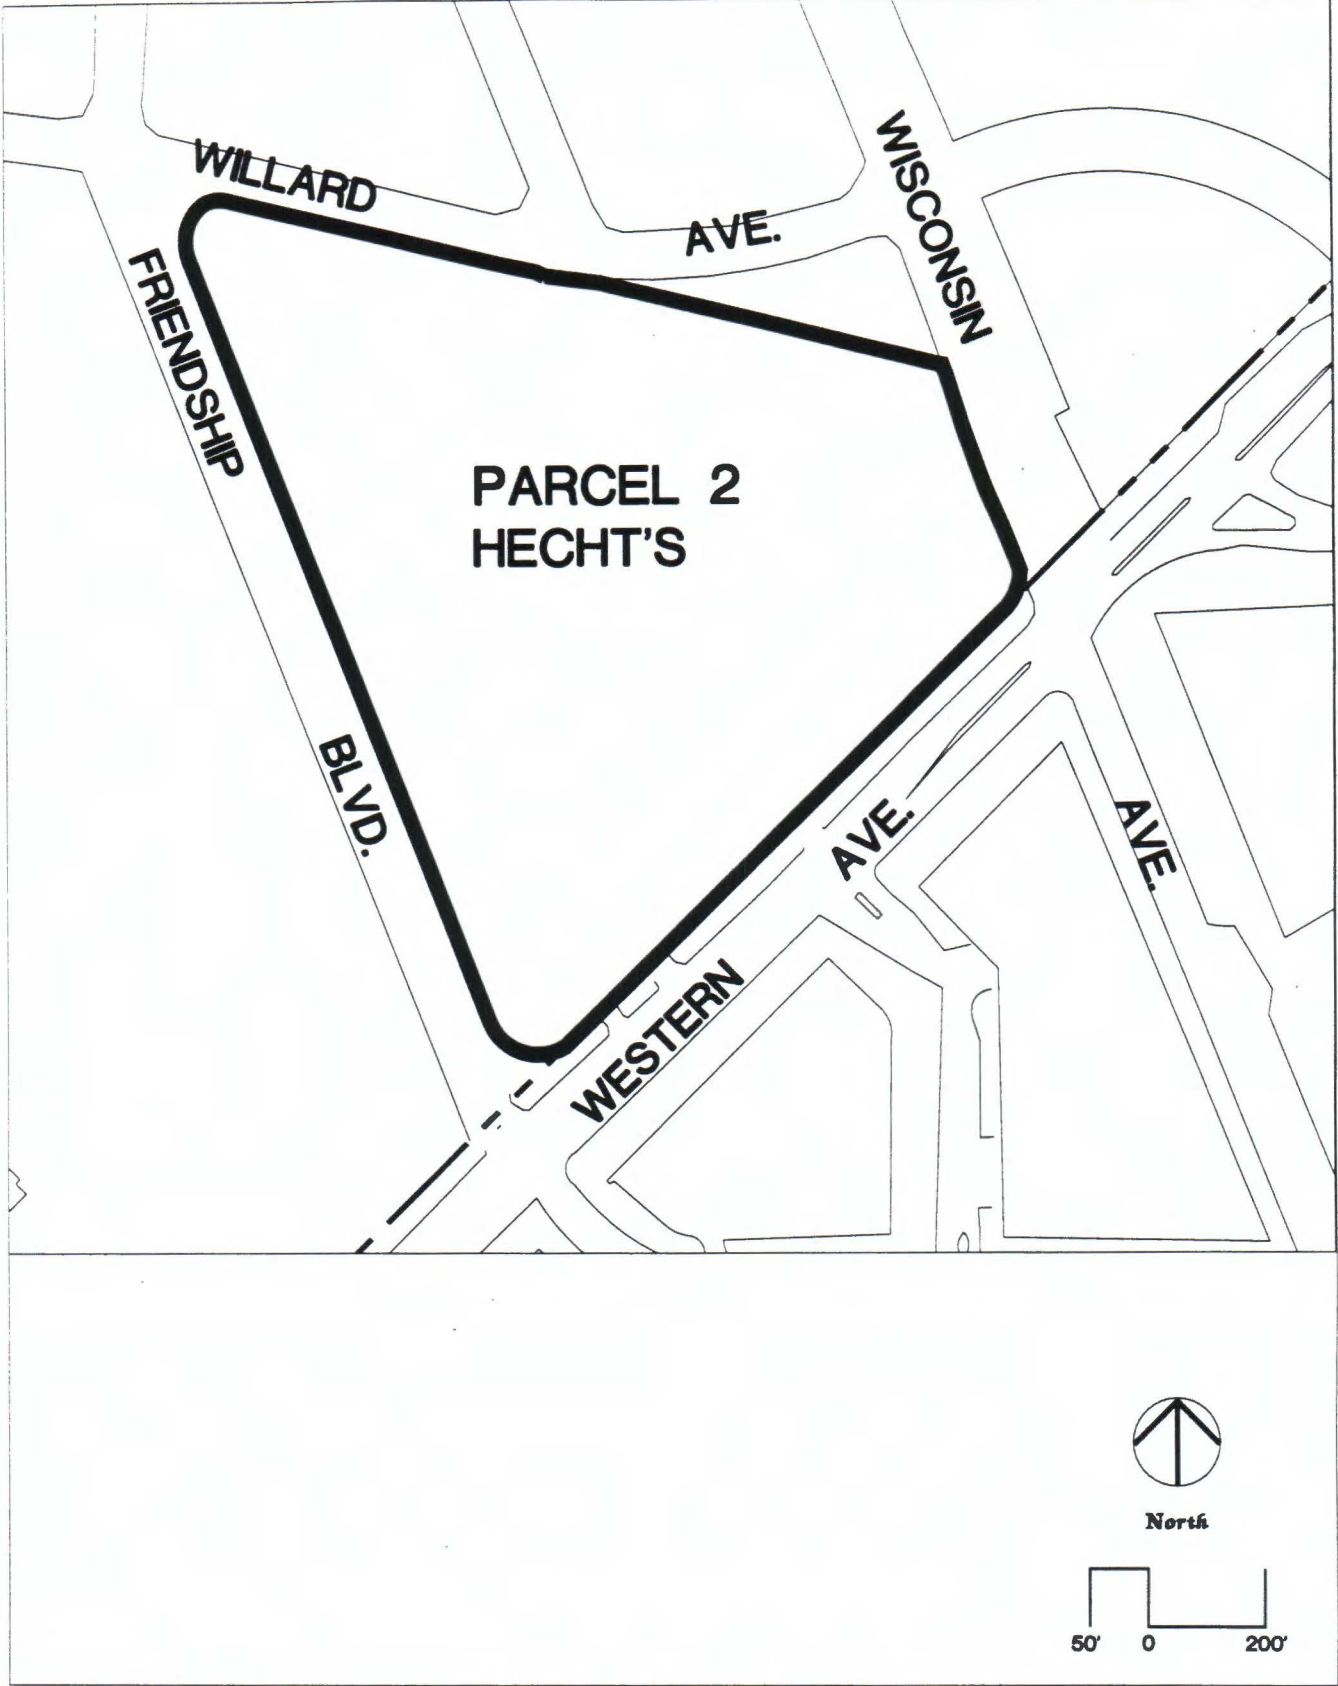 WILLARD
AVE.
WISCONSIN
FRIENDSHIP
PARCEL 2
HECHT'S
BLVD.
AVE.
AVE.
WESTERN
North
50' 0 200'